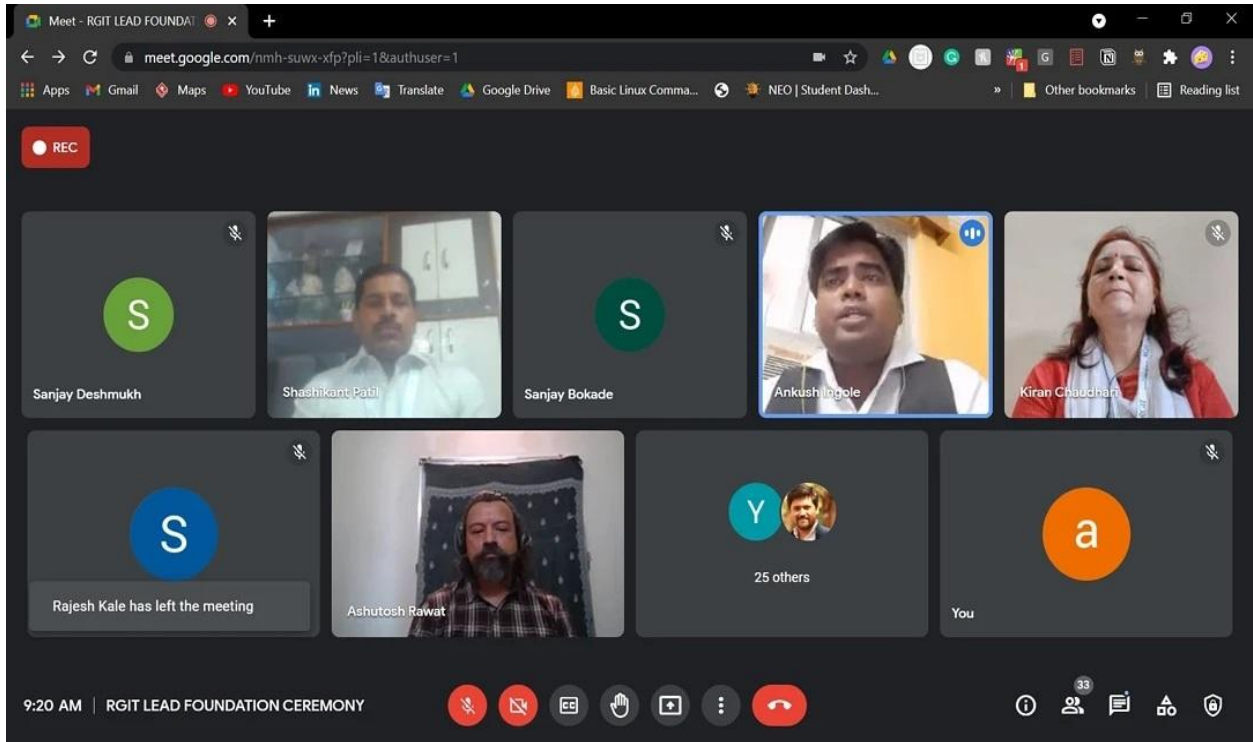 Meet - RGIT LEAD FOUNDAT
meet.google.com/nmh-suwx-xfp?pli=1&authuser=1
G
G
1
Apps Gmail Maps YouTube in News Translate Google Drive Basic Linux Comma... NEO | Student Dash... » Other bookmarks Reading list
REC
S
Sanjay Deshmukh
Shashikant Patil
S
Sanjay Bokade
Ankush Ingole
Kiran Chaudhari
S
Rajesh Kale has left the meeting
Ashutosh Rawat
Y
25 others
a
You
9:20 AM | RGIT LEAD FOUNDATION CEREMONY
CC
33